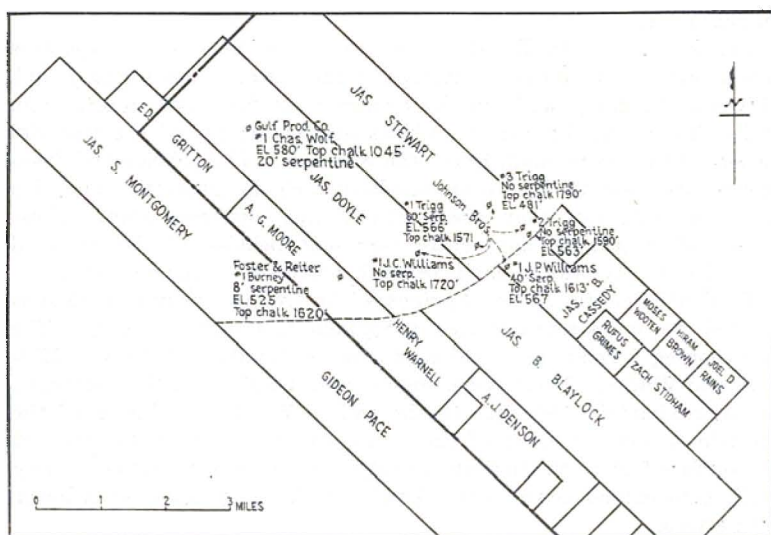 JAS STEWART
N
E.D.
GRITTON
Gulf Prod. Co.
#1 Chas. Wolf
EL 580' Top chalk 1045'
20' serpentine
JAS. S. MONTGOMERY
JAS. DOYLE
A. G. MOORE
Johnson Bros.
#3 Trigg
No serpentine
Top chalk 1790'
EL 481'
#1 Trigg
60' Serp.
EL 566'
Top chalk 1571
#2 Trigg
No serpentine
Top chalk 1590'
EL 563'
#1 J.C. Williams
No serp.
Top chalk 1720'
#1 J.P. Williams
40' Serp.
Top chalk 1613'
EL 567
Foster & Reiter
#1 Burney
8' serpentine
EL 525
Top chalk 1620'
JAS. B.
CASSEDY
MOSES
WOOTEN
HIRAM
BROWN
JOEL D
RAINS
RUFUS
GRIMES
ZACH STIDHAM
HENRY
WARNELL
JAS B. BLAYLOCK
GIDEON PACE
A.J. DENSON
0 1 2 3 MILES